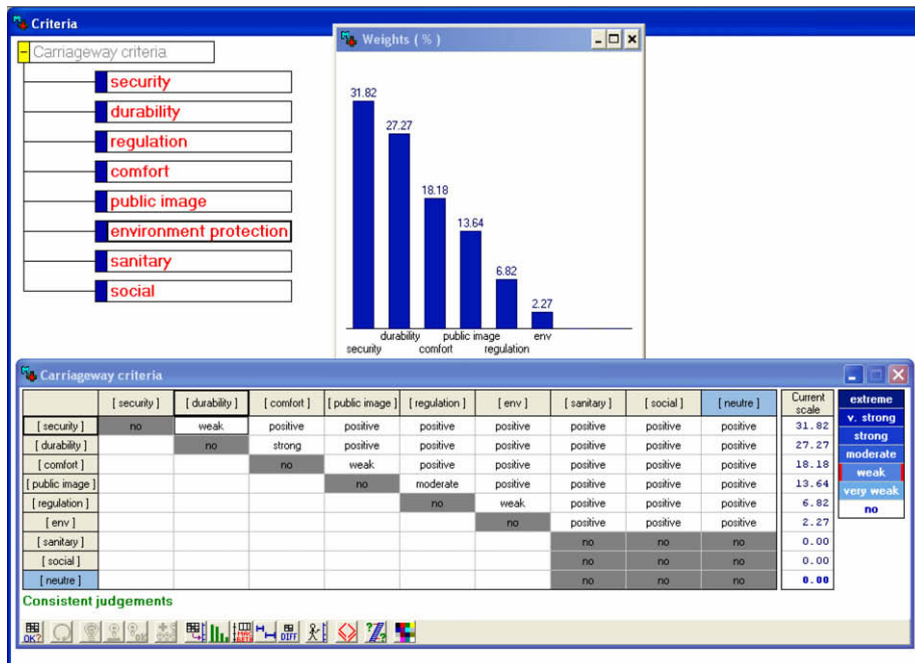 Criteria
Carriageway criteria
security
durability
regulation
comfort
public image
environment protection
sanitary
social
Weights ( % )
31.82
27.27
18.18
13.64
6.82
2.27
durability public image env
security comfort regulation
Carriageway criteria
[ security ] [ durability ] [ comfort ] [ public image ] [ regulation ] [ env ] [ sanitary ] [ social ] [ neutre ] Current scale
[ security ] no weak positive positive positive positive positive positive positive 31.82
[ durability ] no strong positive positive positive positive positive positive 27.27
[ comfort ] no weak positive positive positive positive positive 18.18
[ public image ] no moderate positive positive positive positive 13.64
[ regulation ] no weak positive positive positive 6.82
[ env ] no positive positive positive 2.27
[ sanitary ] no no no 0.00
[ social ] no no no 0.00
[ neutre ] no no no 0.00
extreme
v. strong
strong
moderate
weak
very weak
no
Consistent judgements
OK?
DIFF